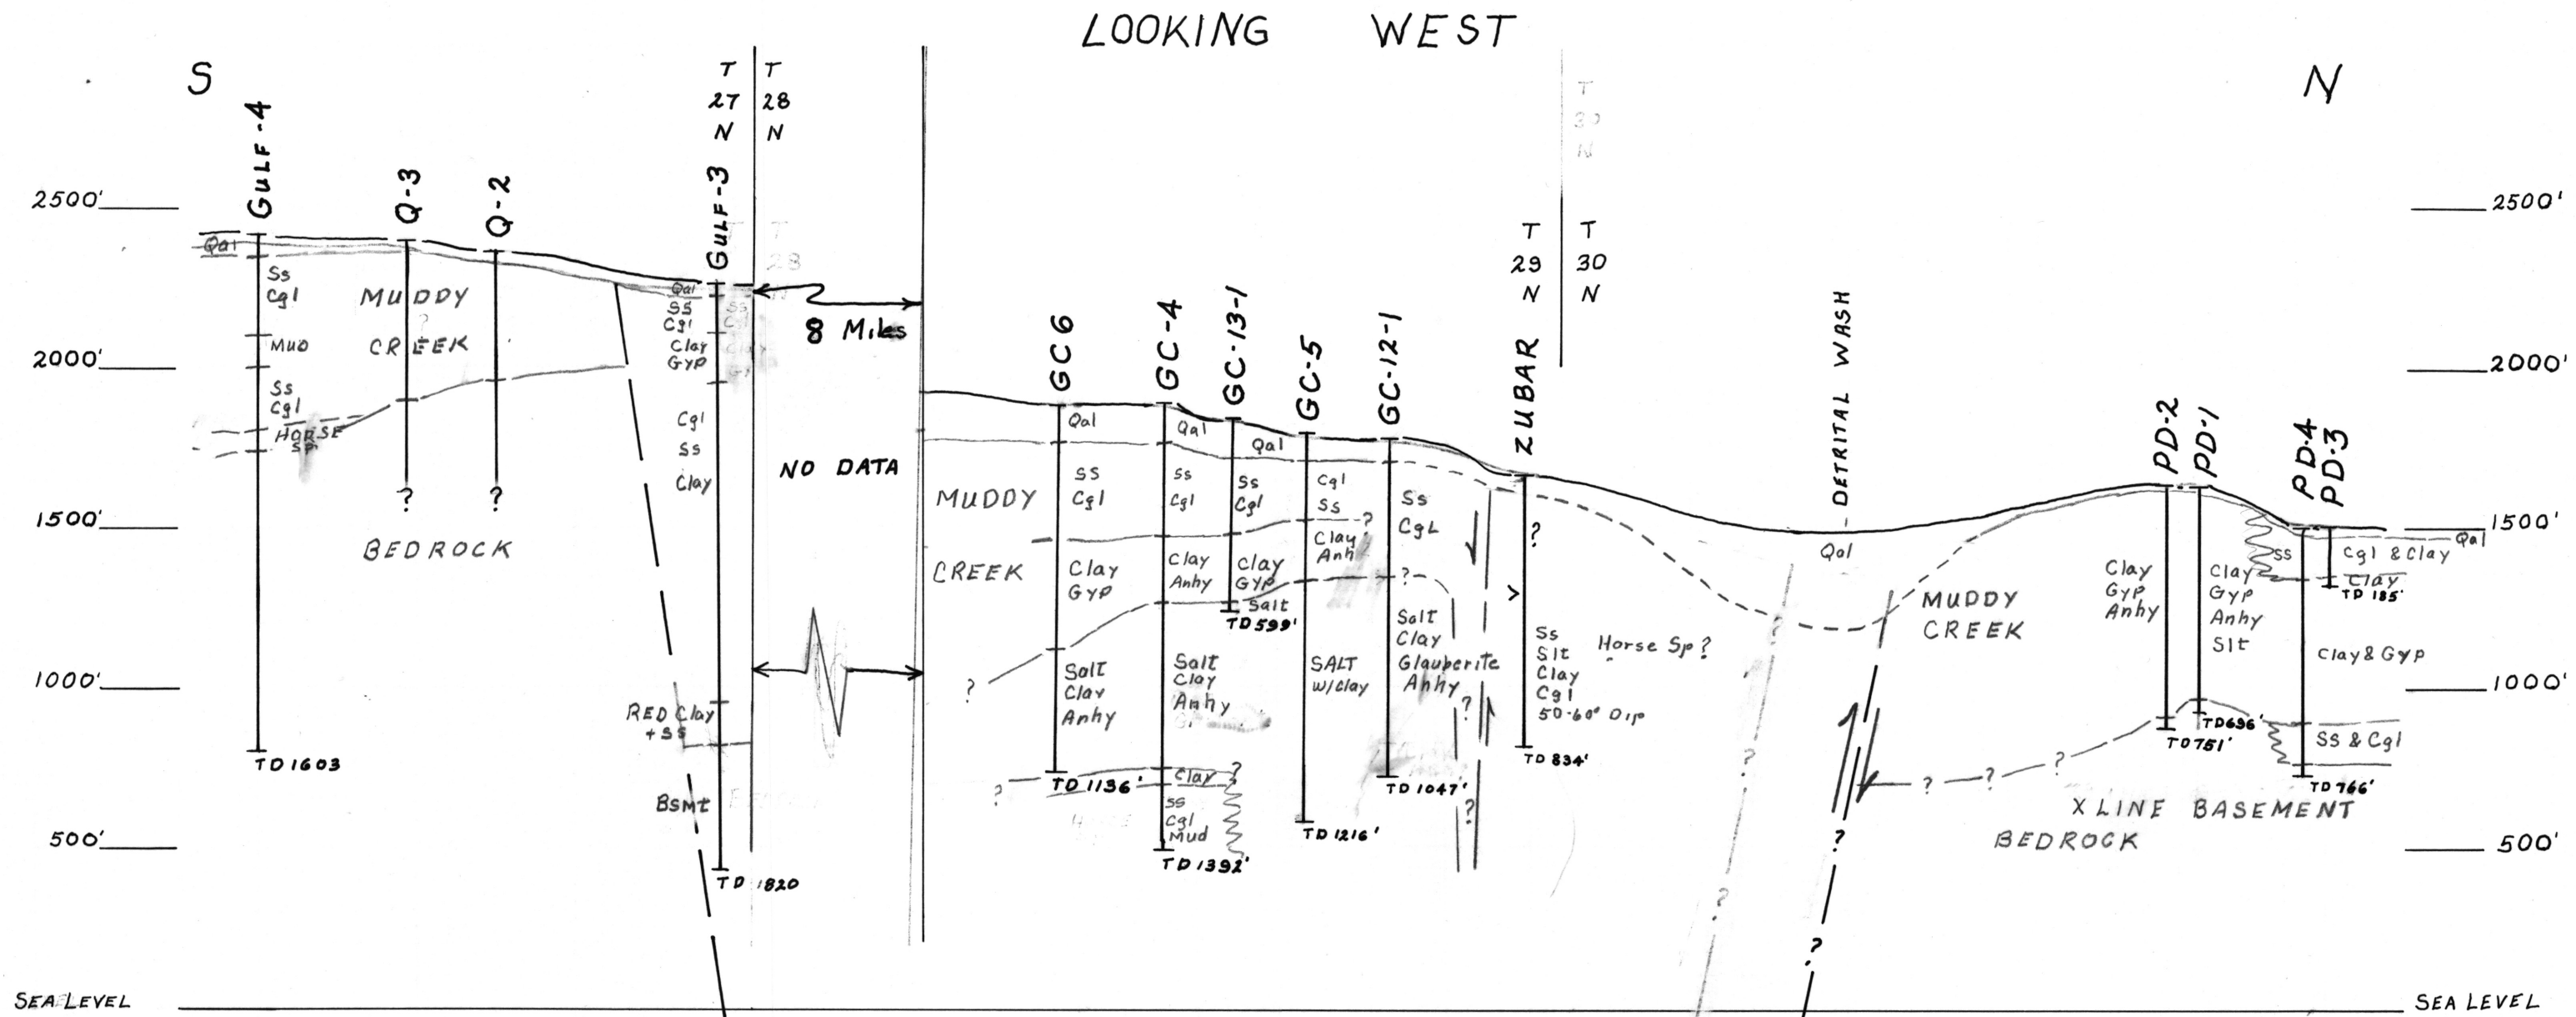 LOOKING WEST
S
N
T
27
N
T
28
N
T
30
N
2500'
2500'
2000'
2000'
1500'
1500'
1000'
1000'
500'
500'
SEA LEVEL
SEA LEVEL
GULF-4
Qal
Ss
Cgl
MUD
Ss
Cgl
HORSE
SP
TD 1603
Q-3
?
Q-2
?
MUDDY
?
CREEK
BEDROCK
GULF-3
Qal
SS
Cgl
Clay
GYP
Cgl
Ss
Clay
RED Clay
+ SS
BSMT
TD 1820
T
28
8 Miles
NO DATA
MUDDY
CREEK
?
?
GC 6
Qal
SS
Cgl
Clay
GYP
Salt
Clay
Anhy
TD 1136'
GC-4
Qal
SS
Cgl
Clay
Anhy
Salt
Clay
Anhy
Clay
?
SS
Cgl
Mud
TD 1392'
GC-13-1
Qal
SS
Cgl
Clay
GYP
Salt
TD 599'
GC-5
Cgl
SS
?
Clay
Anh
SALT
w/clay
TD 1216'
GC-12-1
Ss
CgL
?
Salt
Clay
Glauberite
Anhy
?
?
TD 1047'
ZUBAR
?
Ss
Slt
Clay
Cgl
50-60° DIP
TD 834'
Horse Sp?
T
29
N
T
30
N
DETRITAL WASH
Qal
?
?
?
?
?
MUDDY
CREEK
?
?
?
X LINE BASEMENT
BEDROCK
PD-2
Clay
Gyp
Anhy
TD 751'
PD-1
Clay
Gyp
Anhy
Slt
TD 696'
PD-4
SS
Clay & Gyp
Ss & Cgl
TD 766'
PD-3
Qal
Cgl & Clay
Clay
TD 185'